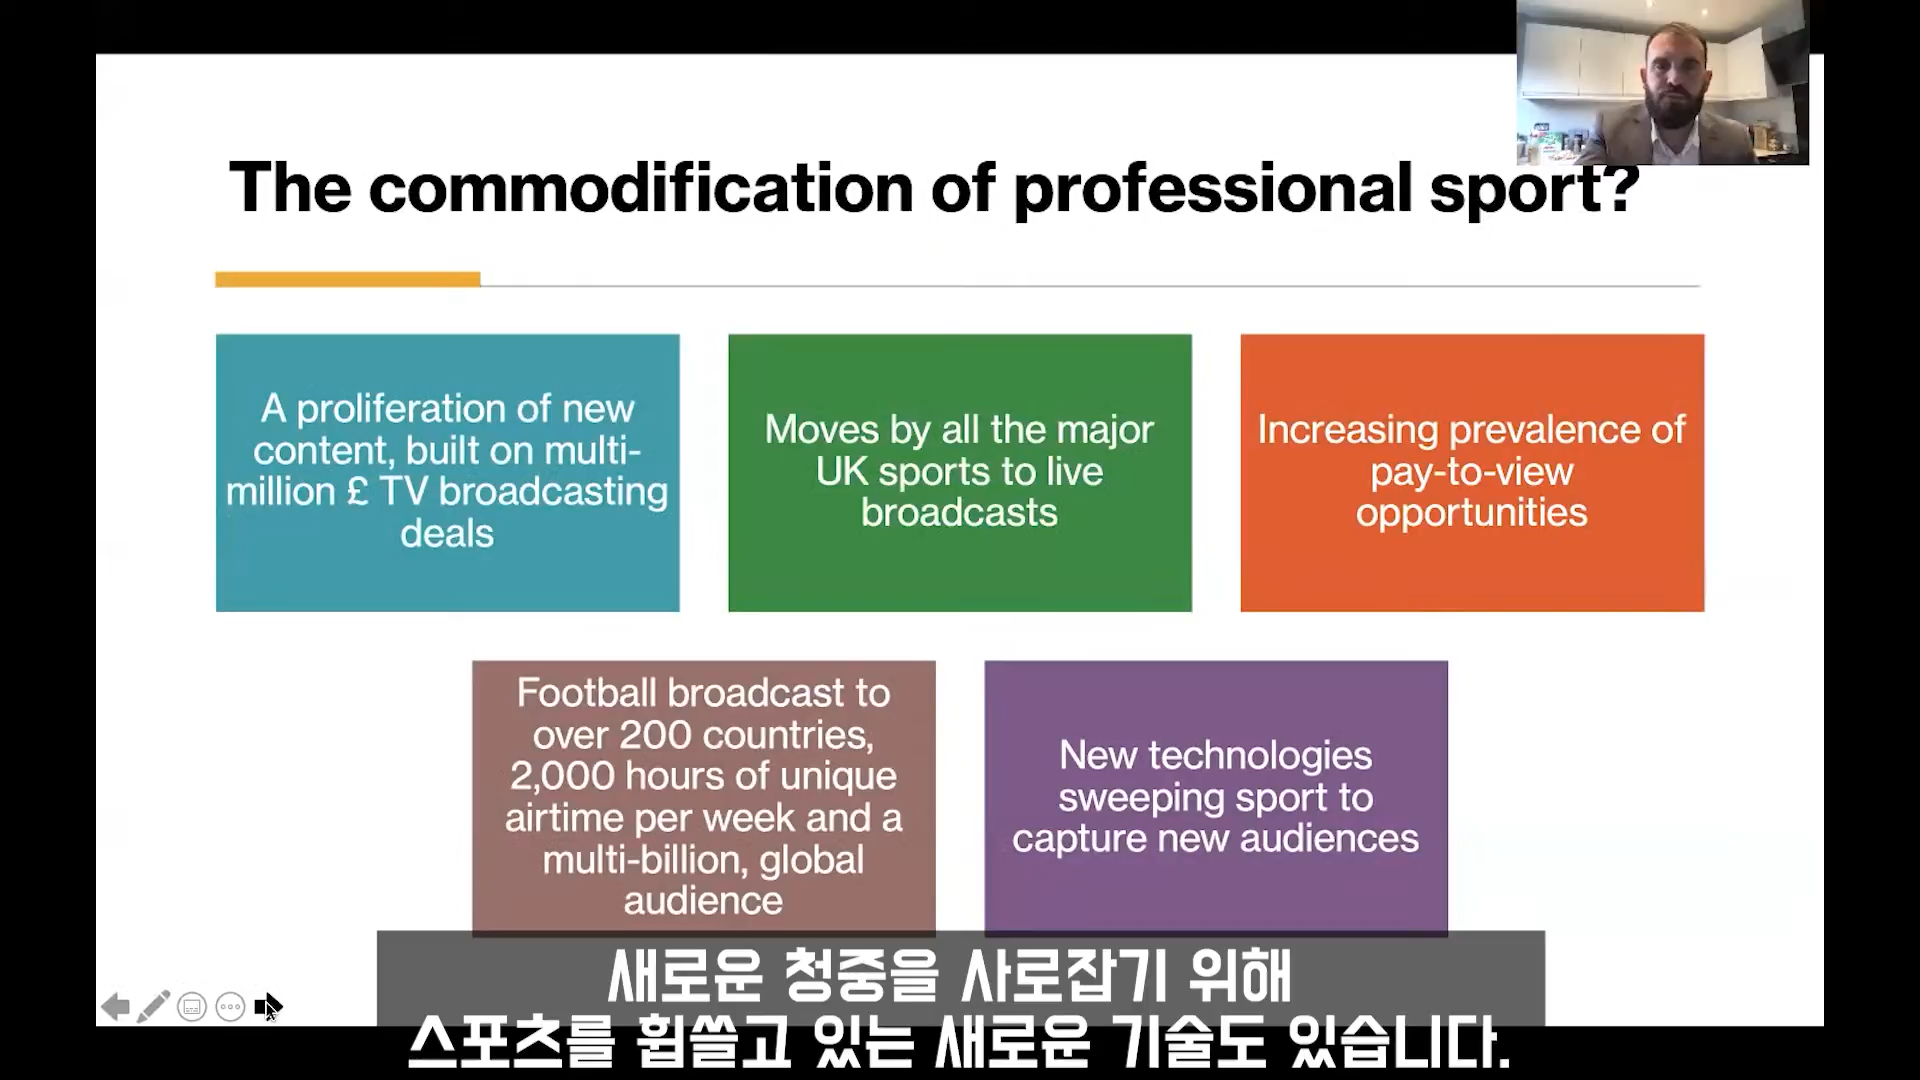 The commodification of professional sport?
A proliferation of new
content, built on multi-
million £ TV broadcasting
deals
Moves by all the major
UK sports to live
broadcasts
Increasing prevalence of
pay-to-view
opportunities
Football broadcast to
over 200 countries,
2,000 hours of unique
airtime per week and a
multi-billion, global
audience
New technologies
sweeping sport to
capture new audiences
새로운 청중을 사로잡기 위해
스포츠를 휩쓸고 있는 새로운 기술도 있습니다.